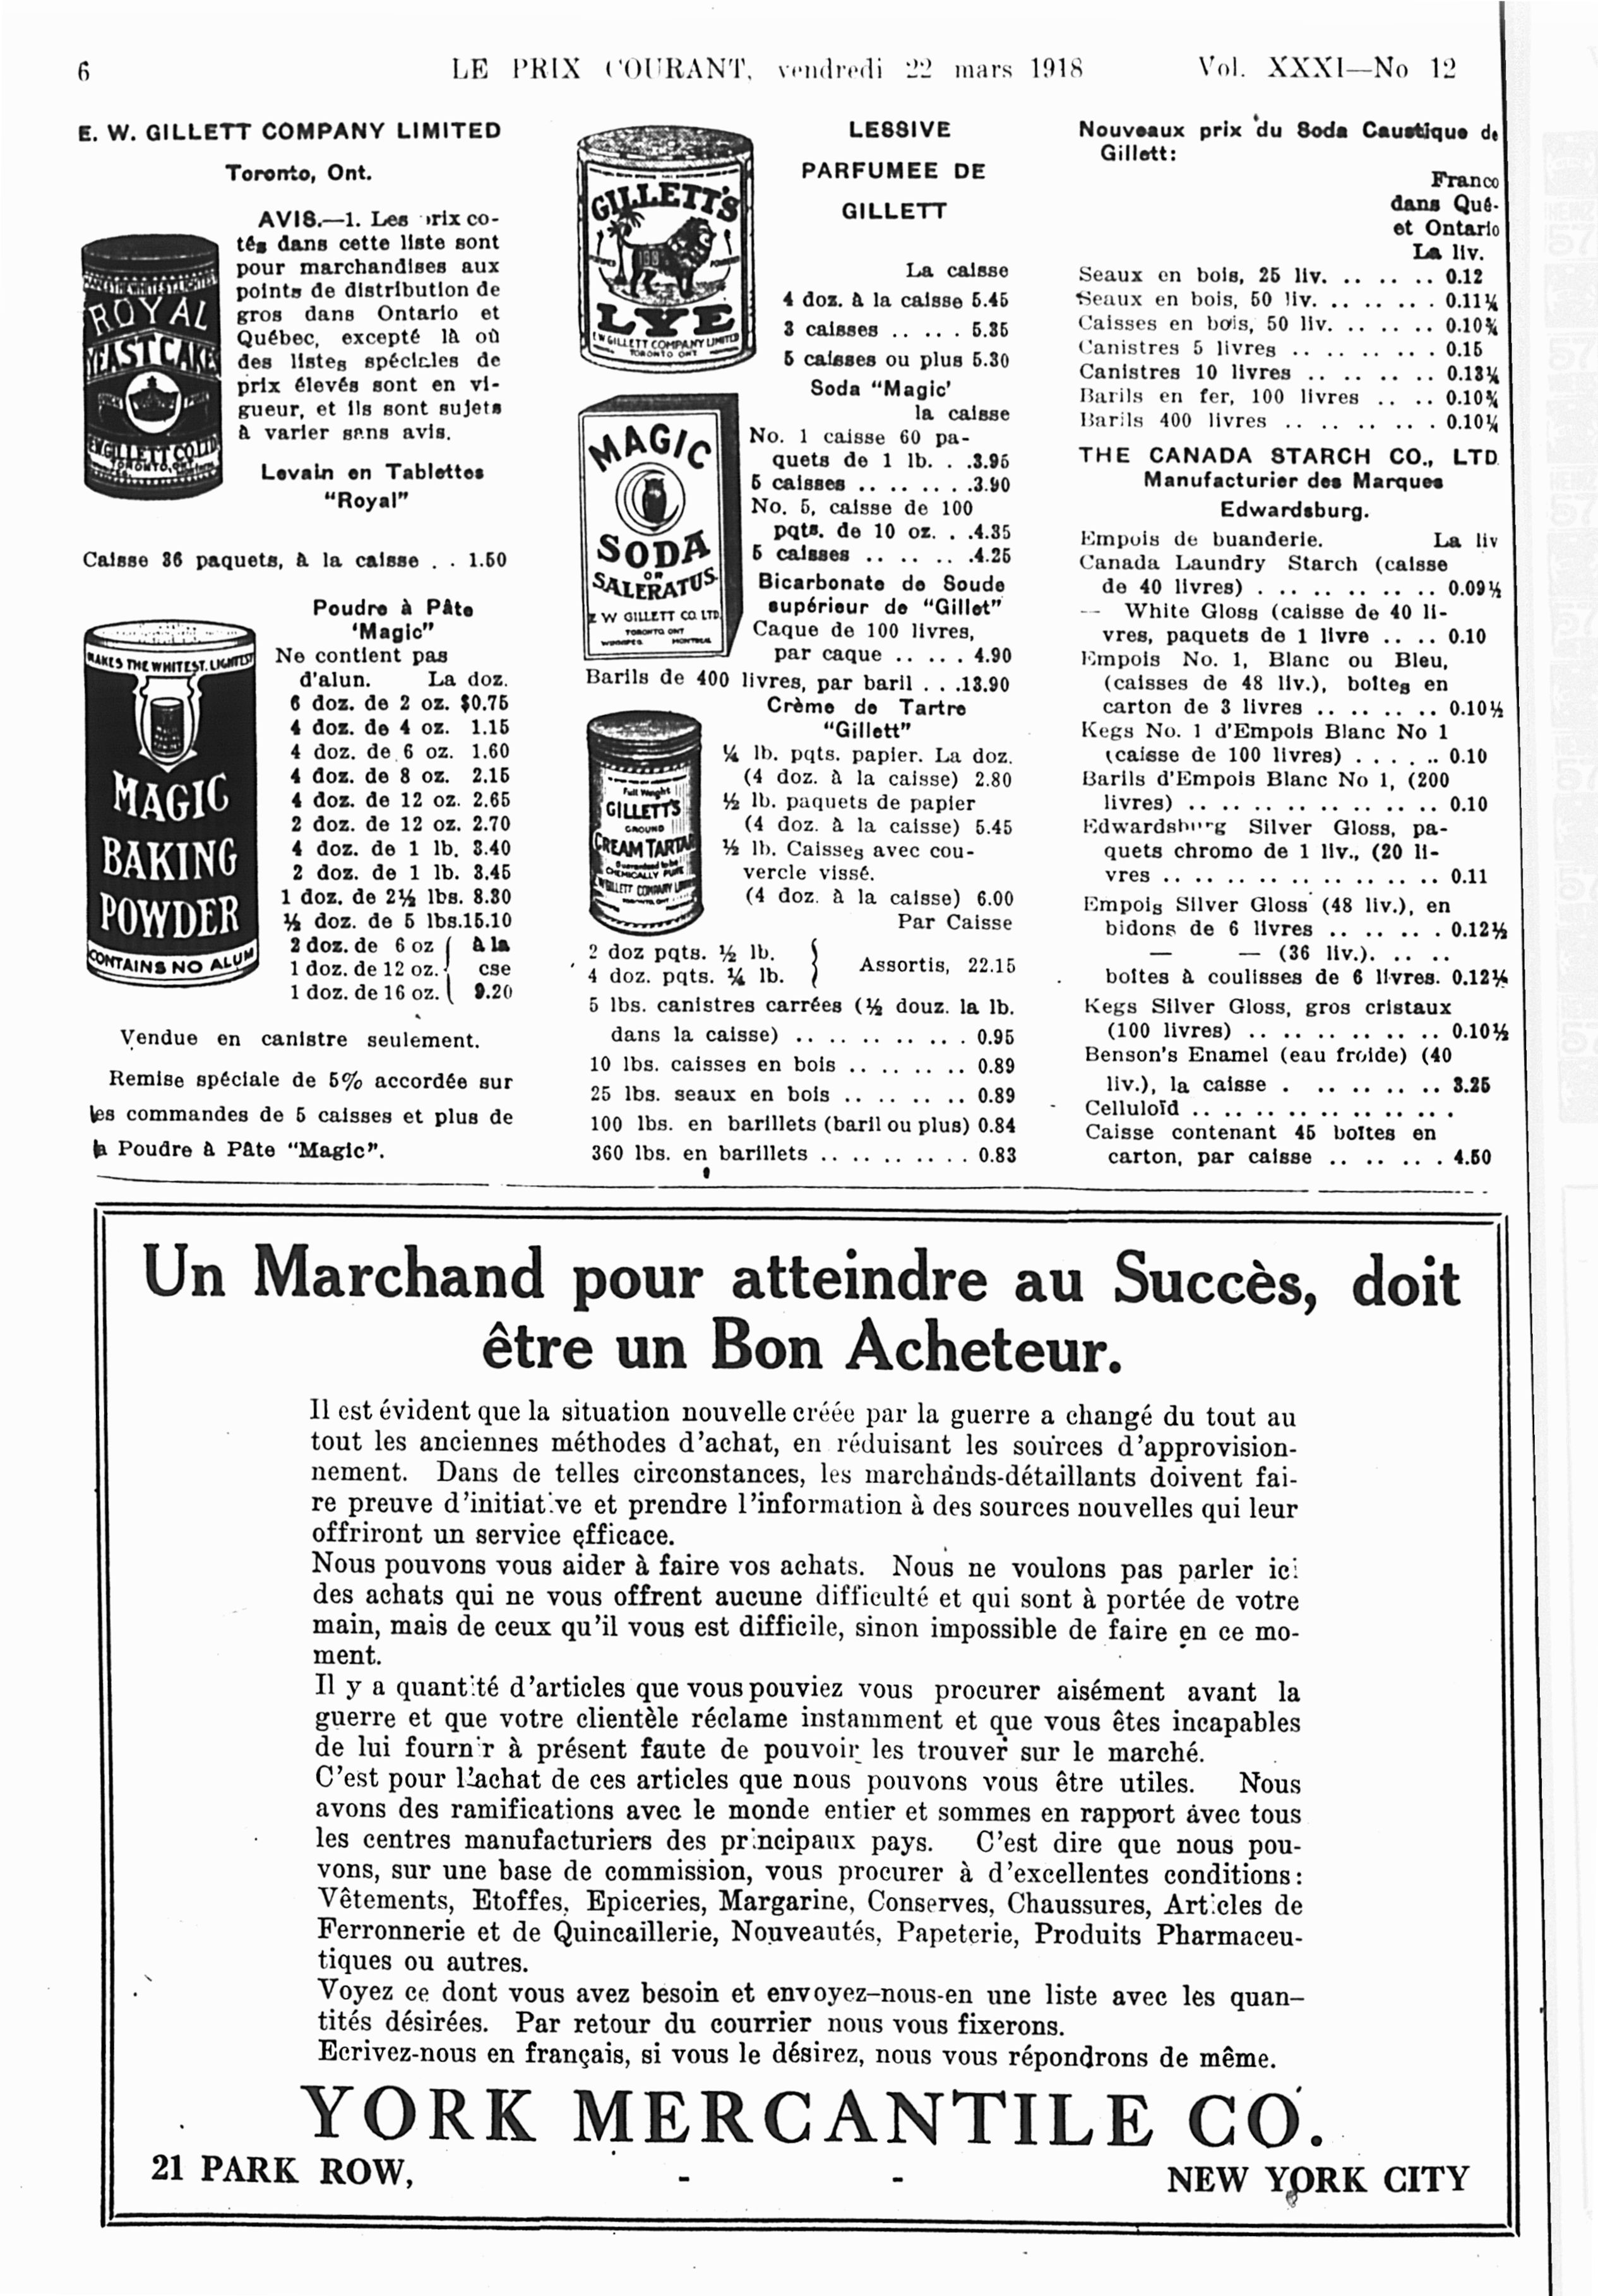 6
LE PRIX COURANT, vendredi 22 mars 1918
Vol. XXXI—No 12
E. W. GILLETT COMPANY LIMITED
Toronto, Ont.
AVIS.—1. Les prix co-
tés dans cette liste sont
pour marchandises aux
points de distribution de
gros dans Ontario et
Québec, excepté là où
des listes spéciales de
prix élevés sont en vi-
gueur, et ils sont sujets
à varier sans avis.
Levain en Tablettes
"Royal"
ROYAL
YEAST CAKES
E.W. GILLETT CO. LTD.
TORONTO, ONT.
Caisse 36 paquets, à la caisse . . 1.50
Poudre à Pâte
'Magic"
Ne contient pas
d'alun. La doz.
6 doz. de 2 oz. $0.75
4 doz. de 4 oz. 1.15
4 doz. de 6 oz. 1.60
4 doz. de 8 oz. 2.15
4 doz. de 12 oz. 2.65
2 doz. de 12 oz. 2.70
4 doz. de 1 lb. 3.40
2 doz. de 1 lb. 3.45
1 doz. de 2½ lbs. 8.30
½ doz. de 5 lbs. 15.10
2 doz. de 6 oz ( à la
1 doz. de 12 oz. cse
1 doz. de 16 oz. ( 9.20
MAKES THE WHITEST, LIGHTEST
MAGIC
BAKING
POWDER
CONTAINS NO ALUM
Vendue en canistre seulement.
Remise spéciale de 5% accordée sur
les commandes de 5 caisses et plus de
la Poudre à Pâte "Magic".
GILLETT'S
LYE
E W GILLETT COMPANY LIMITED
TORONTO ONT
LESSIVE
PARFUMEE DE
GILLETT
La caisse
4 doz. à la caisse 5.45
3 caisses .. .. . 5.35
5 caisses ou plus 5.30
Soda "Magic'
la caisse
No. 1 caisse 60 pa-
quets de 1 lb. . .3.95
5 caisses .. .. .. . .3.90
No. 5, caisse de 100
pqts. de 10 oz. . .4.35
5 caisses .. .. .. .4.25
MAGIC
SODA
OR
SALERATUS
E W GILLETT CO. LTD.
TORONTO. ONT
WINNIPEG MONTREAL
Bicarbonate de Soude
supérieur de "Gillet"
Caque de 100 livres,
par caque .. .. . 4.90
Barils de 400 livres, par baril . . .13.90
Crème de Tartre
"Gillett"
¼ lb. pqts. papier. La doz.
(4 doz. à la caisse) 2.80
½ lb. paquets de papier
(4 doz. à la caisse) 5.45
½ lb. Caisses avec cou-
vercle vissé.
(4 doz. à la caisse) 6.00
Par Caisse
Full Weight
GILLETT'S
GROUND
CREAM TARTAR
CHEMICALLY PURE
GILLETT COMPANY LIMITED
2 doz pqts. ½ lb. }
4 doz. pqts. ¼ lb. } Assortis, 22.15
5 lbs. canistres carrées (½ douz. la lb.
dans la caisse) .. .. .. .. . 0.95
10 lbs. caisses en bois .. .. .. .. 0.89
25 lbs. seaux en bois .. .. .. .. 0.89
100 lbs. en barillets (baril ou plus) 0.84
360 lbs. en barillets .. .. .. .. . 0.83
Nouveaux prix du Soda Caustique de
Gillett:
Franco
dans Qué-
et Ontario
La liv.
Seaux en bois, 25 liv. .. .. .. 0.12
Seaux en bois, 50 liv. .. .. .. . 0.11¼
Caisses en bois, 50 liv. .. .. .. 0.10¾
Canistres 5 livres .. .. .. .. . 0.15
Canistres 10 livres .. .. .. .. 0.13¼
Barils en fer, 100 livres .. .. 0.10¾
Barils 400 livres .. .. .. .. . 0.10¼
THE CANADA STARCH CO., LTD.
Manufacturier des Marques
Edwardsburg.
Empois de buanderie. La liv
Canada Laundry Starch (caisse
de 40 livres) . .. .. .. .. .. 0.09½
— White Gloss (caisse de 40 li-
vres, paquets de 1 livre .. .. 0.10
Empois No. 1, Blanc ou Bleu,
(caisses de 48 liv.), boîtes en
carton de 3 livres .. .. .. .. 0.10½
Kegs No. 1 d'Empois Blanc No 1
(caisse de 100 livres) . .. . .. 0.10
Barils d'Empois Blanc No 1, (200
livres) .. .. .. .. .. .. .. .. 0.10
Edwardsburg Silver Gloss, pa-
quets chromo de 1 liv., (20 li-
vres .. .. .. .. .. .. .. .. .. 0.11
Empois Silver Gloss (48 liv.), en
bidons de 6 livres .. .. .. . 0.12½
— — (36 liv.). .. ..
boîtes à coulisses de 6 livres. 0.12½
Kegs Silver Gloss, gros cristaux
(100 livres) .. .. .. .. .. .. 0.10½
Benson's Enamel (eau froide) (40
liv.), la caisse . .. .. .. .. 3.25
Celluloïd .. .. .. .. .. .. .. .
Caisse contenant 45 boîtes en
carton, par caisse .. .. .. . 4.50
Un Marchand pour atteindre au Succès, doit
être un Bon Acheteur.
Il est évident que la situation nouvelle créée par la guerre a changé du tout au
tout les anciennes méthodes d'achat, en réduisant les sources d'approvision-
nement. Dans de telles circonstances, les marchands-détaillants doivent fai-
re preuve d'initiative et prendre l'information à des sources nouvelles qui leur
offriront un service efficace.
Nous pouvons vous aider à faire vos achats. Nous ne voulons pas parler ici
des achats qui ne vous offrent aucune difficulté et qui sont à portée de votre
main, mais de ceux qu'il vous est difficile, sinon impossible de faire en ce mo-
ment.
Il y a quantité d'articles que vous pouviez vous procurer aisément avant la
guerre et que votre clientèle réclame instamment et que vous êtes incapables
de lui fournir à présent faute de pouvoir les trouver sur le marché.
C'est pour l'achat de ces articles que nous pouvons vous être utiles. Nous
avons des ramifications avec le monde entier et sommes en rapport avec tous
les centres manufacturiers des principaux pays. C'est dire que nous pou-
vons, sur une base de commission, vous procurer à d'excellentes conditions:
Vêtements, Etoffes, Epiceries, Margarine, Conserves, Chaussures, Articles de
Ferronnerie et de Quincaillerie, Nouveautés, Papeterie, Produits Pharmaceu-
tiques ou autres.
Voyez ce dont vous avez besoin et envoyez-nous-en une liste avec les quan-
tités désirées. Par retour du courrier nous vous fixerons.
Ecrivez-nous en français, si vous le désirez, nous vous répondrons de même.
YORK MERCANTILE CO.
21 PARK ROW, - - NEW YORK CITY